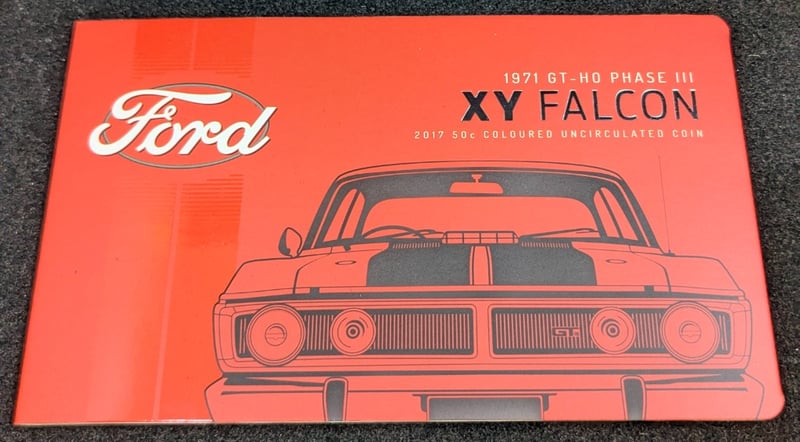 Ford
1971 GT-HO PHASE III
XY FALCON
2017 50c COLOURED UNCIRCULATED COIN
GT